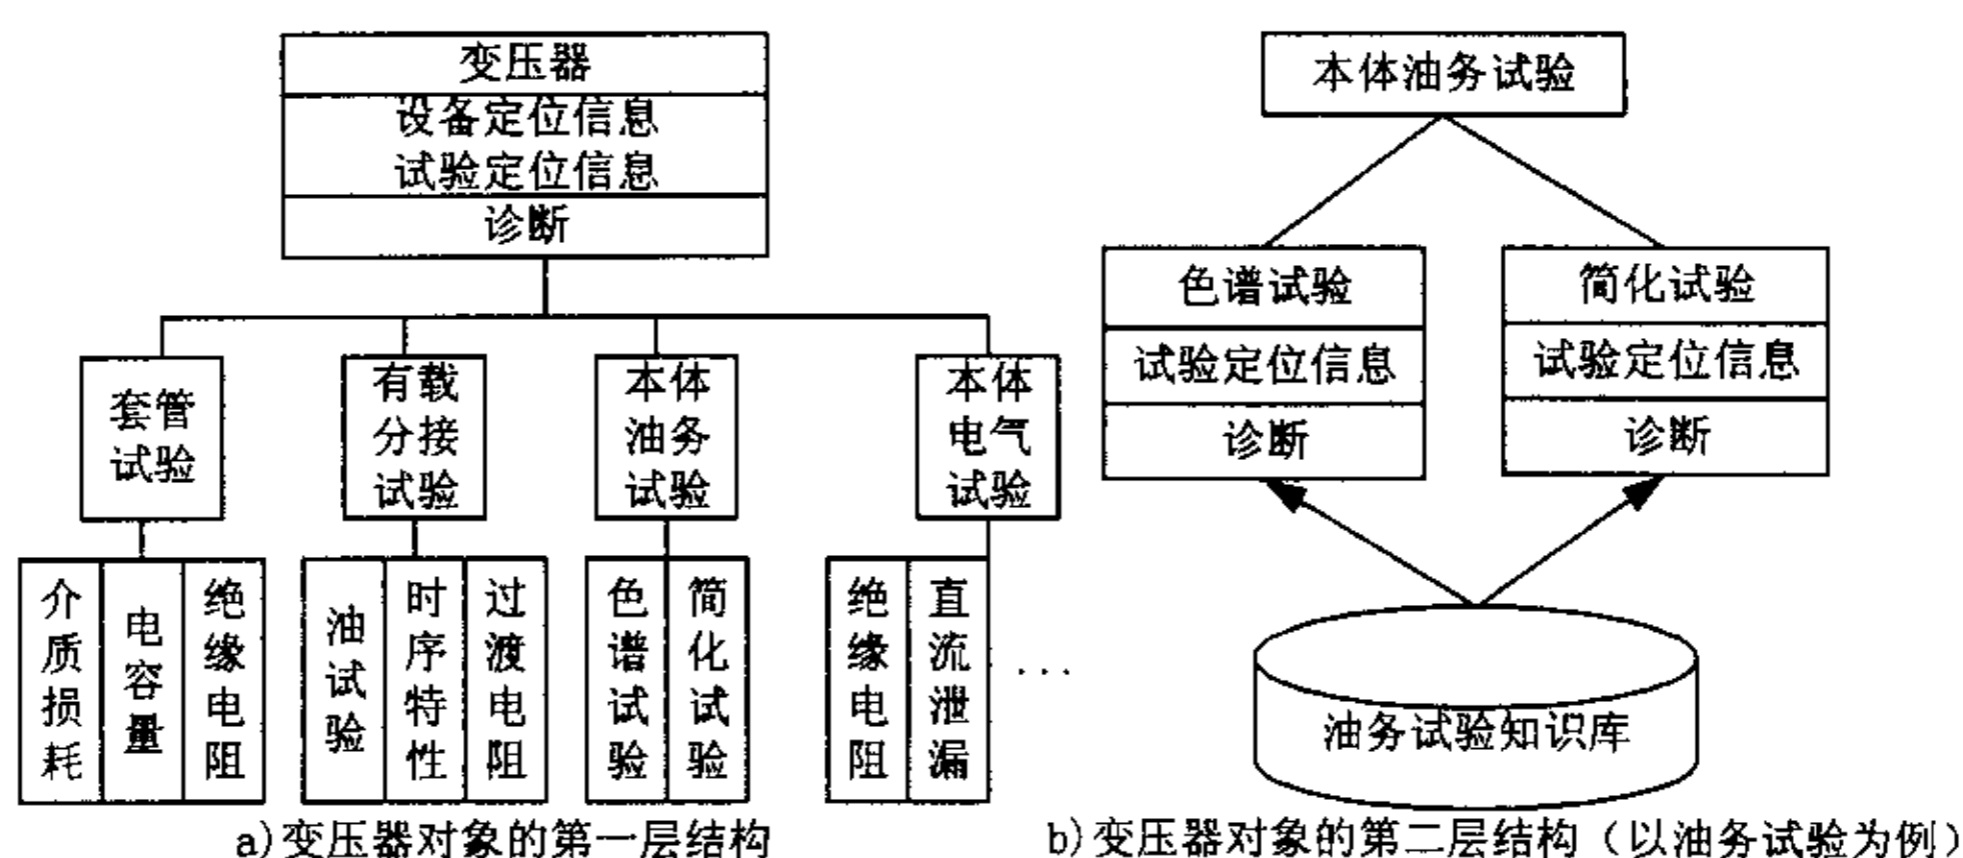 变压器
设备定位信息
试验定位信息
诊断
套管
试验
有载
分接
试验
本体
油务
试验
本体
电气
试验
介质损耗
电容量
绝缘电阻
油试验
时序特性
过渡电阻
色谱试验
简化试验
绝缘电阻
直流泄漏
...
a)变压器对象的第一层结构
本体油务试验
色谱试验
试验定位信息
诊断
简化试验
试验定位信息
诊断
油务试验知识库
b)变压器对象的第二层结构（以油务试验为例）